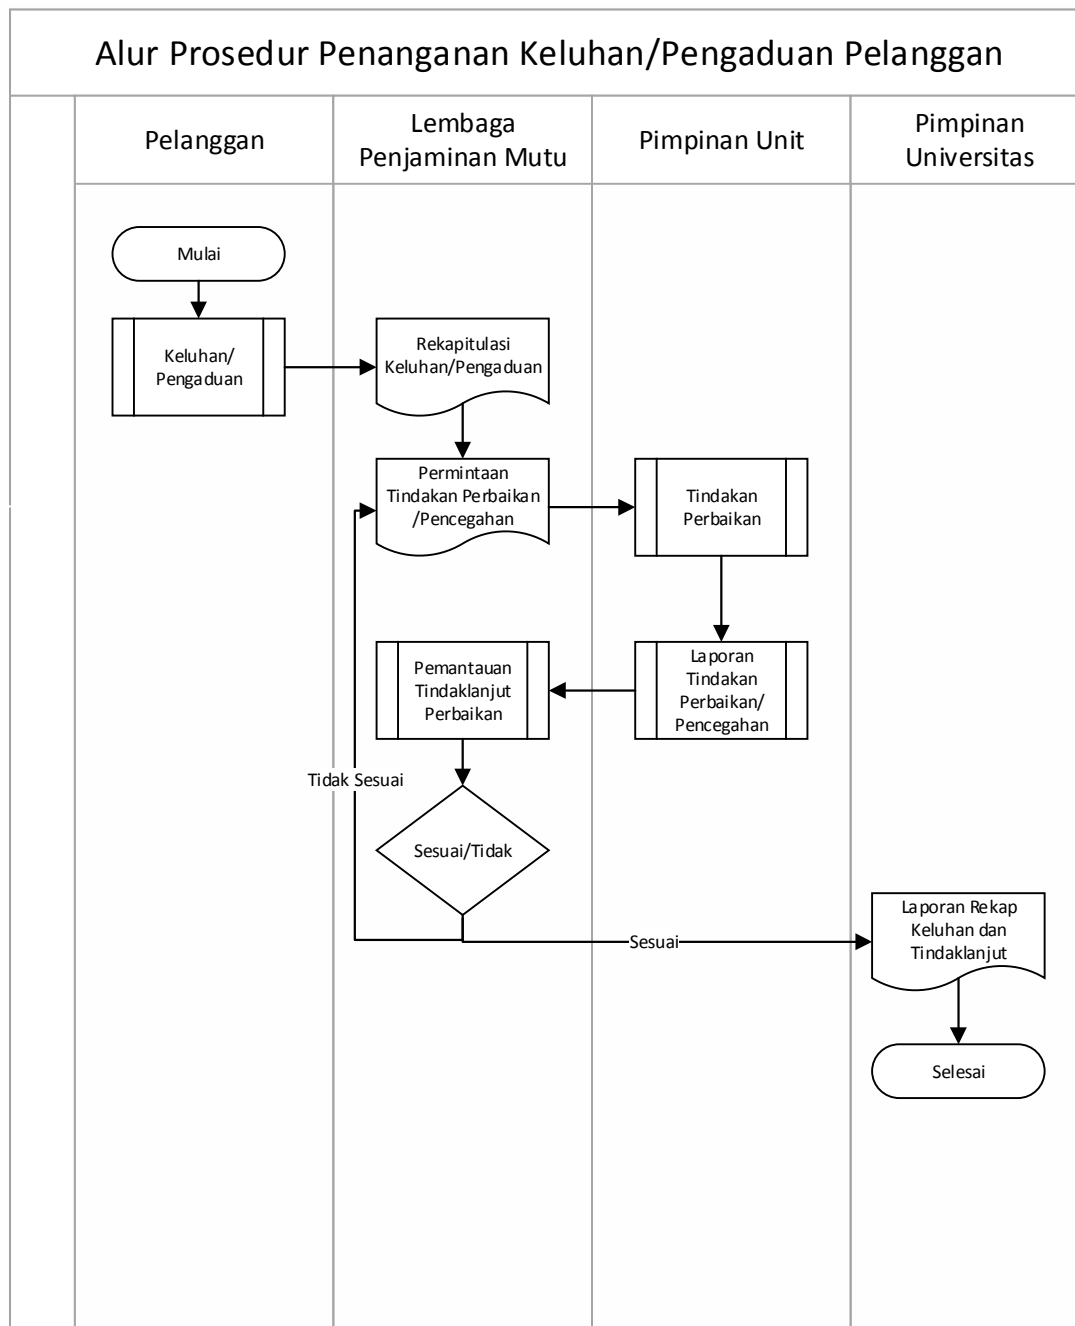 Alur Prosedur Penanganan Keluhan/Pengaduan Pelanggan
Pelanggan
Lembaga
Penjaminan Mutu
Pimpinan Unit
Pimpinan
Universitas
Mulai
Keluhan/
Pengaduan
Rekapitulasi
Keluhan/Pengaduan
Permintaan
Tindakan Perbaikan
/Pencegahan
Tindakan
Perbaikan
Laporan
Tindakan
Perbaikan/
Pencegahan
Pemantauan
Tindaklanjut
Perbaikan
Tidak Sesuai
Sesuai/Tidak
Sesuai
Laporan Rekap
Keluhan dan
Tindaklanjut
Selesai